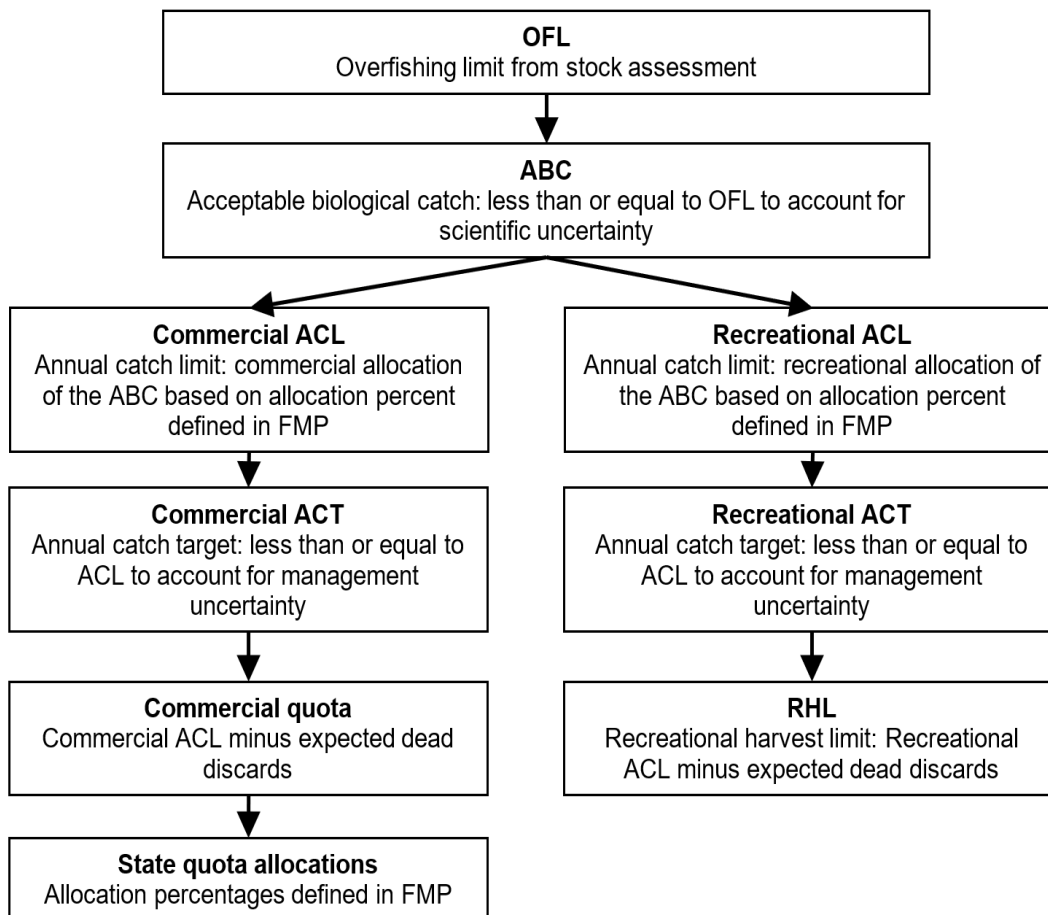 OFL
Overfishing limit from stock assessment
ABC
Acceptable biological catch: less than or equal to OFL to account for
scientific uncertainty
Commercial ACL
Annual catch limit: commercial allocation
of the ABC based on allocation percent
defined in FMP
Recreational ACL
Annual catch limit: recreational allocation of
the ABC based on allocation percent
defined in FMP
Commercial ACT
Annual catch target: less than or equal to
ACL to account for management
uncertainty
Recreational ACT
Annual catch target: less than or equal to
ACL to account for management
uncertainty
Commercial quota
Commercial ACL minus expected dead
discards
RHL
Recreational harvest limit: Recreational
ACL minus expected dead discards
State quota allocations
Allocation percentages defined in FMP